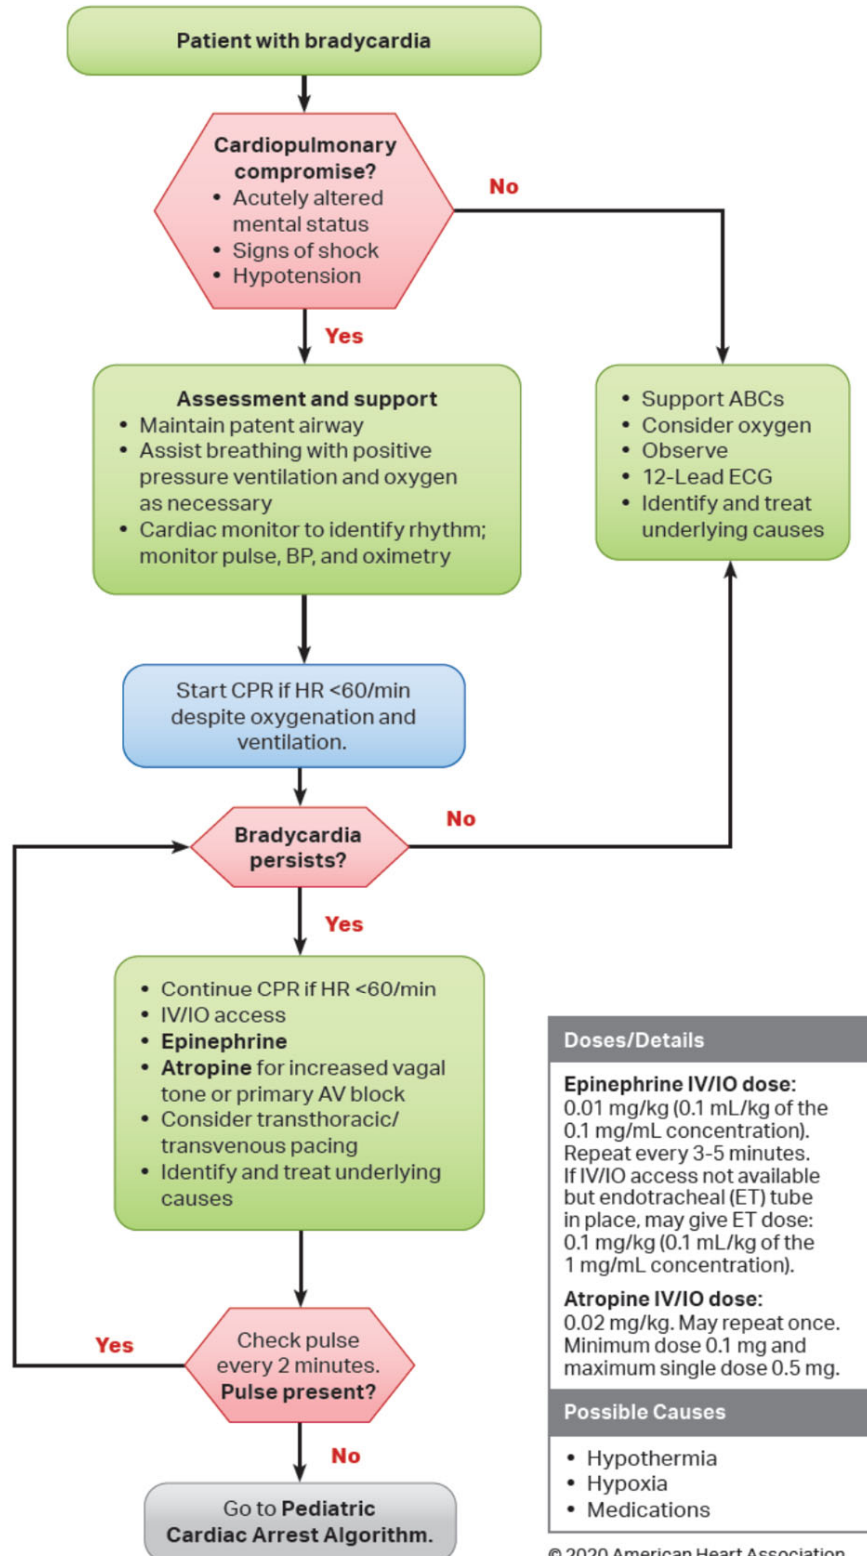 Patient with bradycardia
Cardiopulmonary
compromise?
• Acutely altered
mental status
• Signs of shock
• Hypotension
No
Yes
Assessment and support
• Maintain patent airway
• Assist breathing with positive
pressure ventilation and oxygen
as necessary
• Cardiac monitor to identify rhythm;
monitor pulse, BP, and oximetry
• Support ABCs
• Consider oxygen
• Observe
• 12-Lead ECG
• Identify and treat
underlying causes
Start CPR if HR <60/min
despite oxygenation and
ventilation.
Bradycardia
persists?
No
Yes
• Continue CPR if HR <60/min
• IV/IO access
• Epinephrine
• Atropine for increased vagal
tone or primary AV block
• Consider transthoracic/
transvenous pacing
• Identify and treat underlying
causes
Check pulse
every 2 minutes.
Pulse present?
Yes
No
Go to Pediatric
Cardiac Arrest Algorithm.
Doses/Details
Epinephrine IV/IO dose:
0.01 mg/kg (0.1 mL/kg of the
0.1 mg/mL concentration).
Repeat every 3-5 minutes.
If IV/IO access not available
but endotracheal (ET) tube
in place, may give ET dose:
0.1 mg/kg (0.1 mL/kg of the
1 mg/mL concentration).
Atropine IV/IO dose:
0.02 mg/kg. May repeat once.
Minimum dose 0.1 mg and
maximum single dose 0.5 mg.
Possible Causes
• Hypothermia
• Hypoxia
• Medications
© 2020 American Heart Association